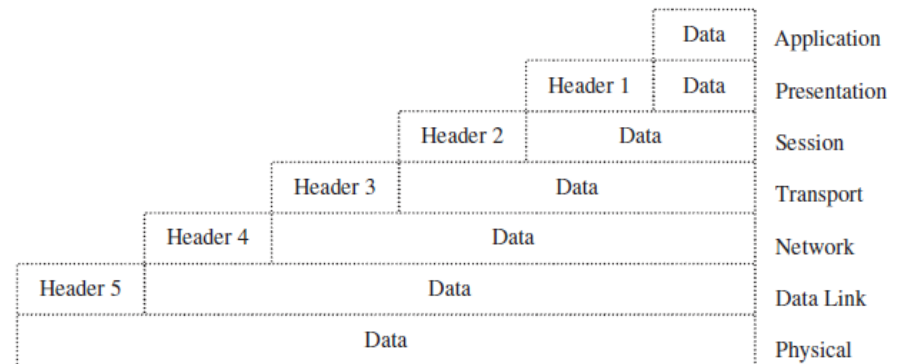 Data Application
Header 1 Data Presentation
Header 2 Data Session
Header 3 Data Transport
Header 4 Data Network
Header 5 Data Data Link
Data Physical